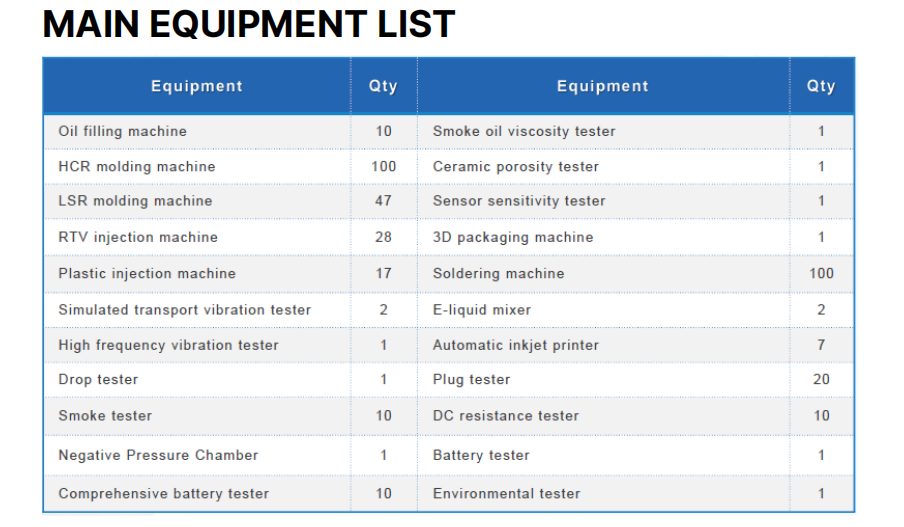 MAIN EQUIPMENT LIST
Equipment Qty Equipment Qty
Oil filling machine 10 Smoke oil viscosity tester 1
HCR molding machine 100 Ceramic porosity tester 1
LSR molding machine 47 Sensor sensitivity tester 1
RTV injection machine 28 3D packaging machine 1
Plastic injection machine 17 Soldering machine 100
Simulated transport vibration tester 2 E-liquid mixer 2
High frequency vibration tester 1 Automatic inkjet printer 7
Drop tester 1 Plug tester 20
Smoke tester 10 DC resistance tester 10
Negative Pressure Chamber 1 Battery tester 1
Comprehensive battery tester 10 Environmental tester 1